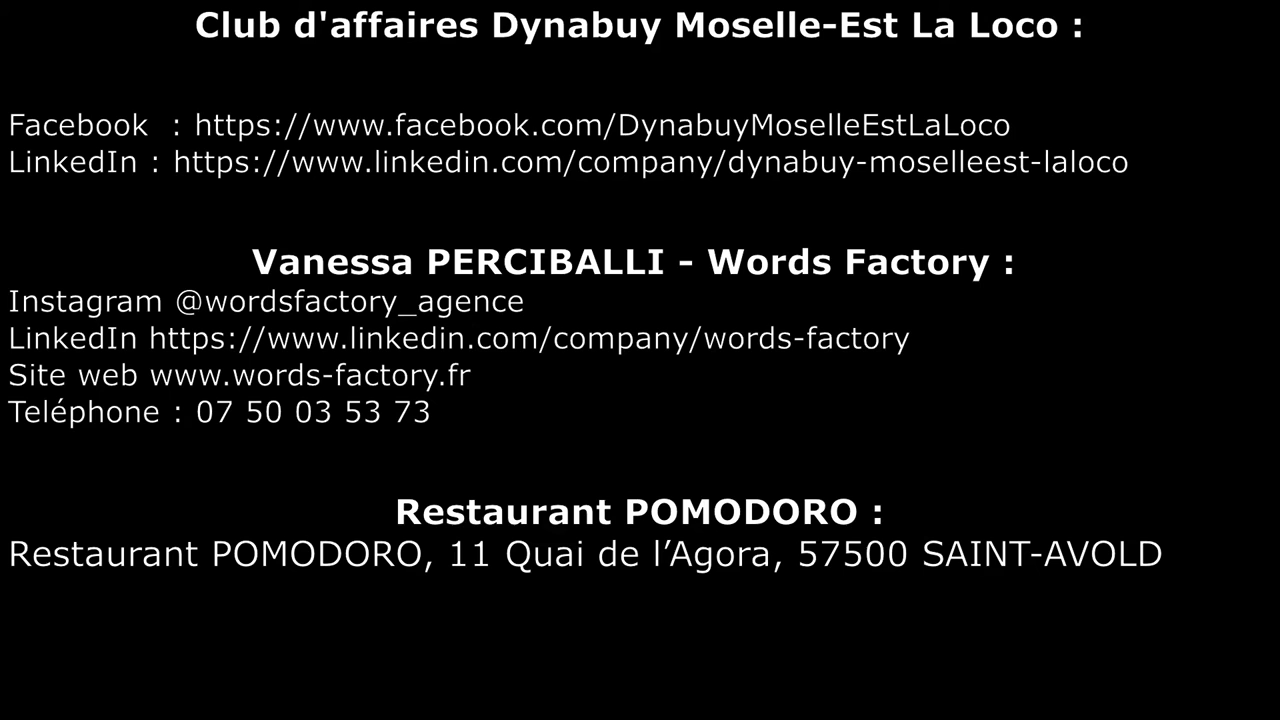 Club d'affaires Dynabuy Moselle-Est La Loco :
Facebook  : https://www.facebook.com/DynabuyMoselleEstLaLoco
LinkedIn : https://www.linkedin.com/company/dynabuy-moselleest-laloco
Vanessa PERCIBALLI - Words Factory :
Instagram @wordsfactory_agence
LinkedIn https://www.linkedin.com/company/words-factory
Site web www.words-factory.fr
Teléphone : 07 50 03 53 73
Restaurant POMODORO :
Restaurant POMODORO, 11 Quai de l’Agora, 57500 SAINT-AVOLD